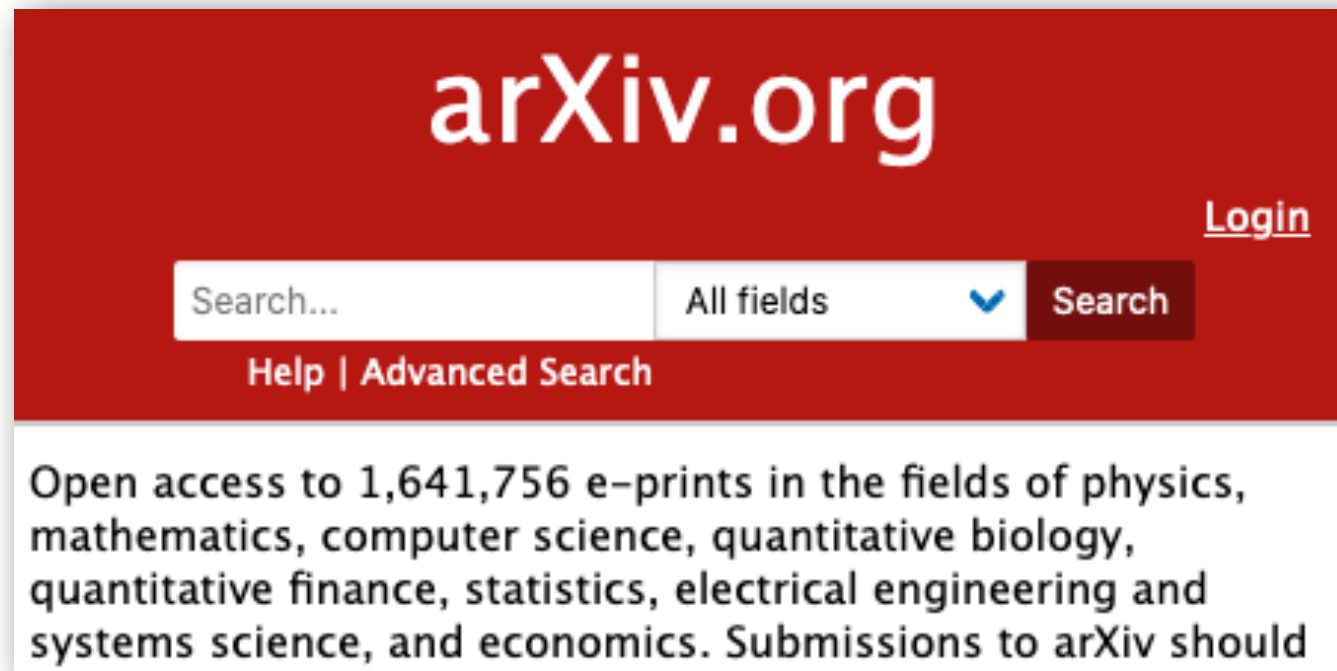 arXiv.org
Login
Search... All fields Search
Help | Advanced Search
Open access to 1,641,756 e-prints in the fields of physics,
mathematics, computer science, quantitative biology,
quantitative finance, statistics, electrical engineering and
systems science, and economics. Submissions to arXiv should